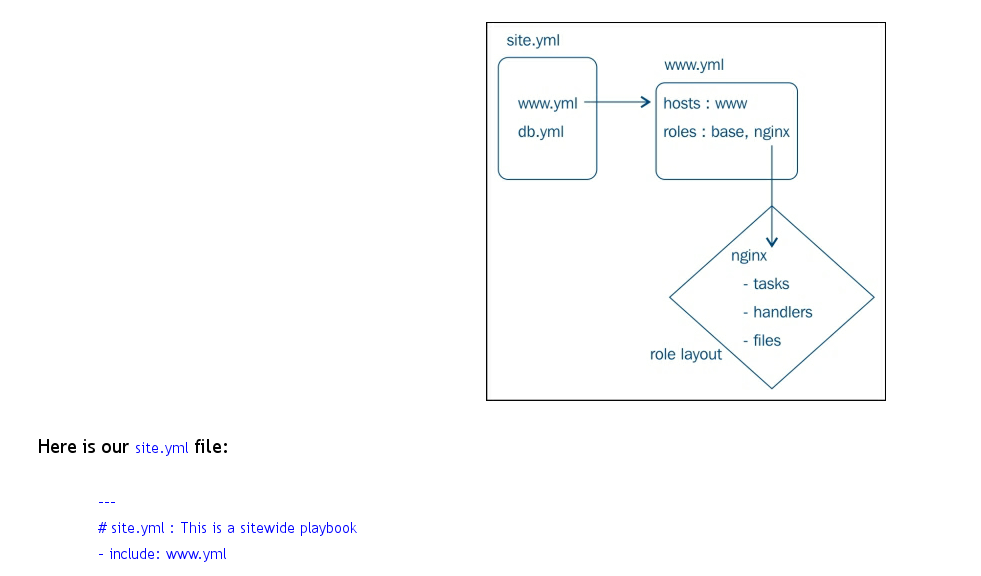 site.yml
www.yml
db.yml
www.yml
hosts : www
roles : base, nginx
nginx
- tasks
- handlers
- files
role layout
Here is our site.yml file:
---
# site.yml : This is a sitewide playbook
- include: www.yml